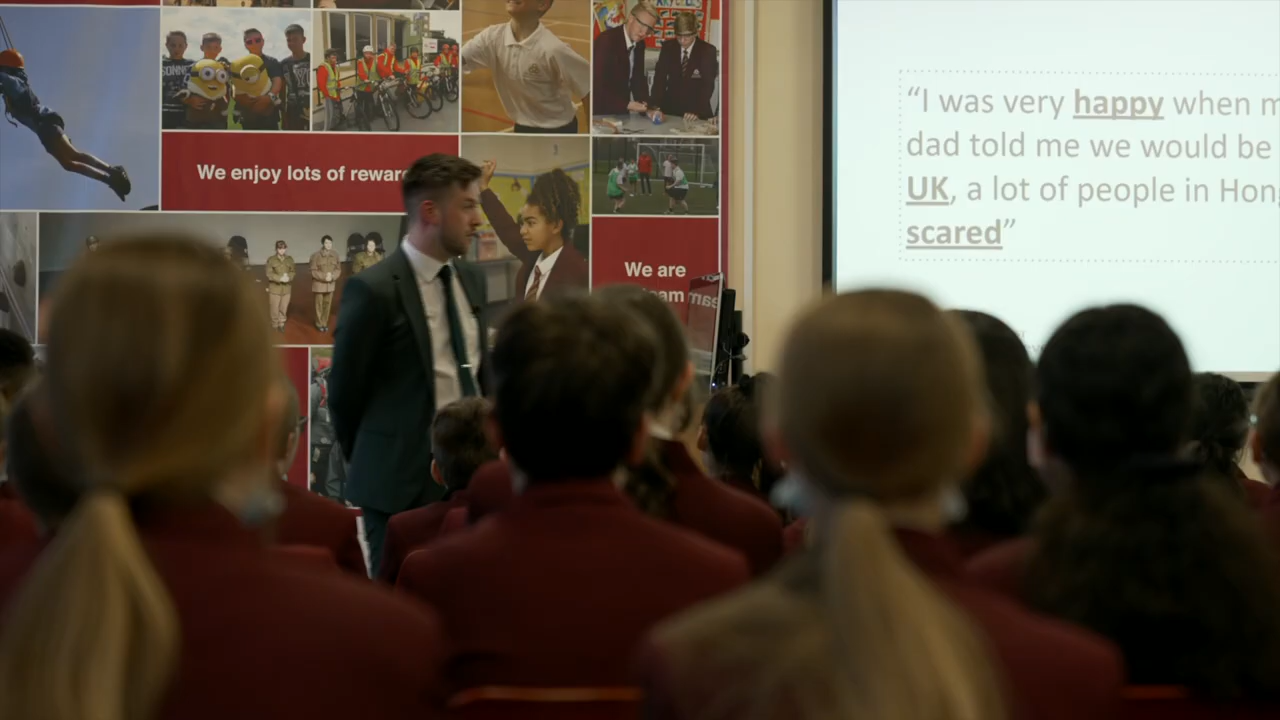 We enjoy lots of rewar
We are
team
“I was very happy when m
dad told me we would be
UK, a lot of people in Hon
scared”